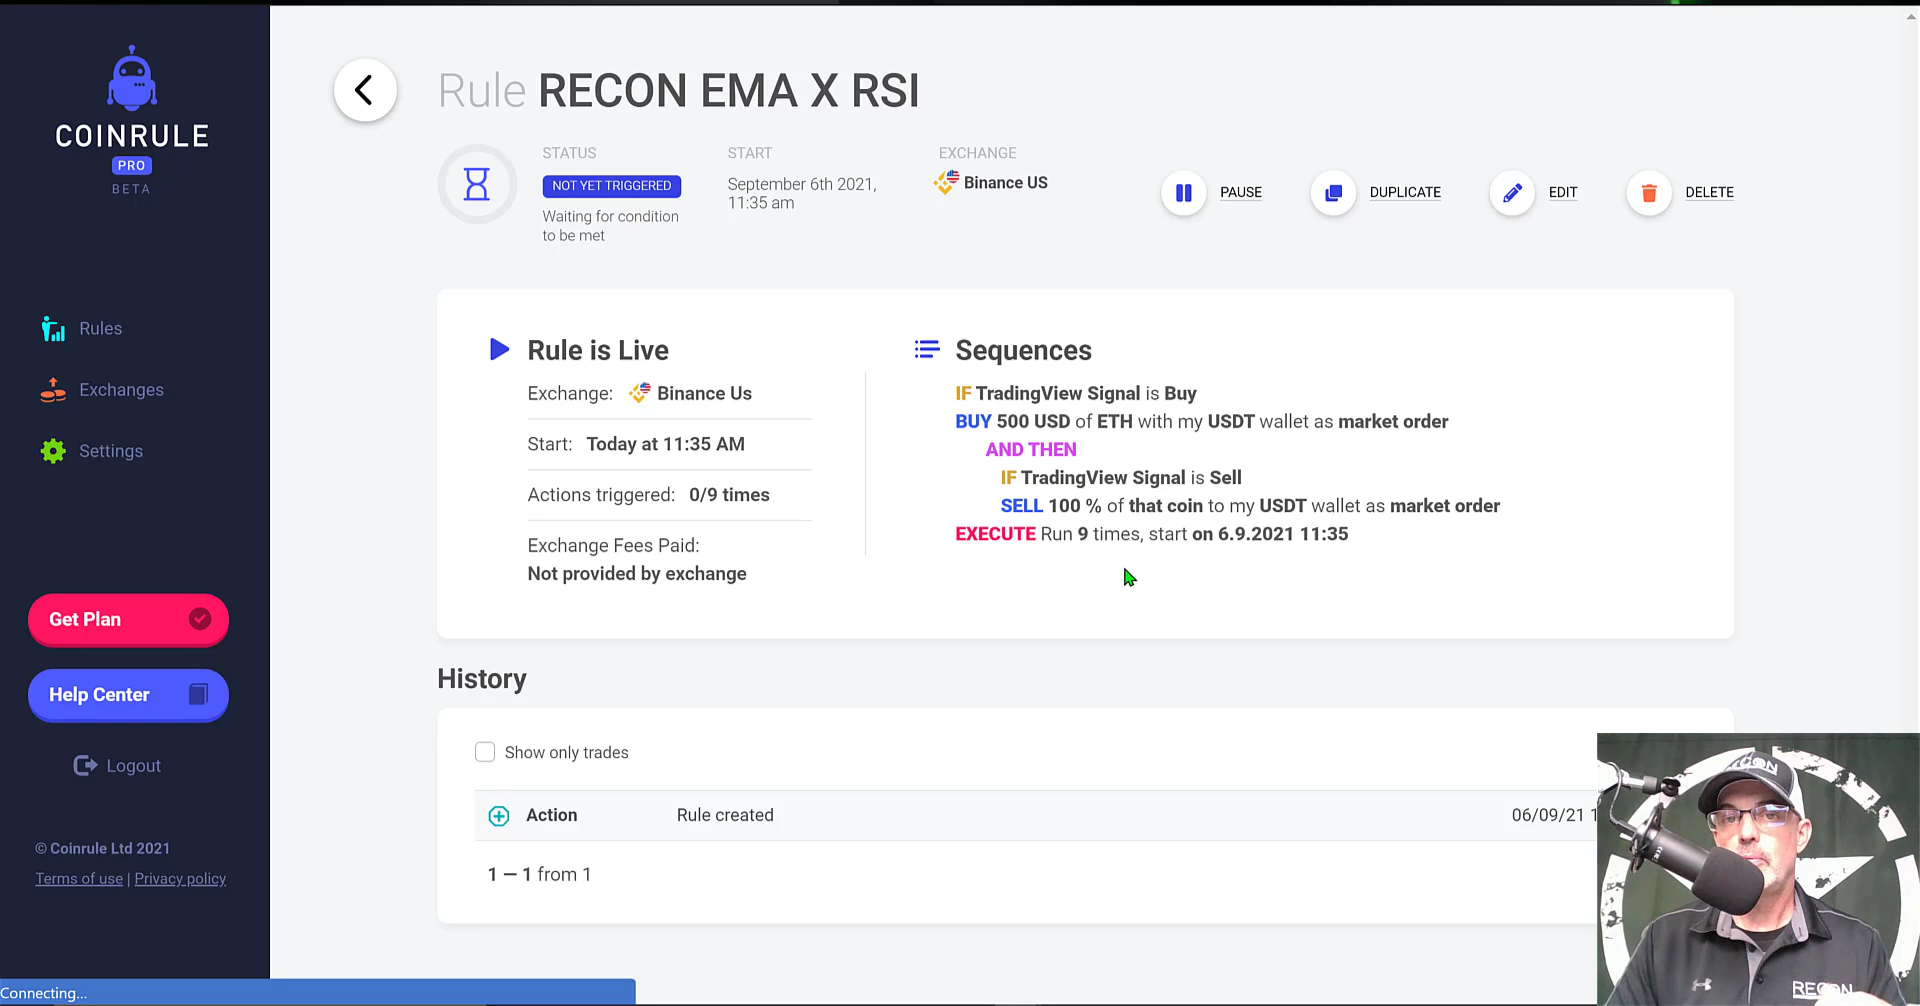 COINRULE
PRO
BETA
Rules
Exchanges
Settings
Get Plan
Help Center
Logout
© Coinrule Ltd 2021
Terms of use | Privacy policy
Connecting...
Rule RECON EMA X RSI
STATUS
NOT YET TRIGGERED
Waiting for condition
to be met
START
September 6th 2021,
11:35 am
EXCHANGE
Binance US
PAUSE
DUPLICATE
EDIT
DELETE
Rule is Live
Exchange: Binance Us
Start: Today at 11:35 AM
Actions triggered: 0/9 times
Exchange Fees Paid:
Not provided by exchange
Sequences
IF TradingView Signal is Buy
BUY 500 USD of ETH with my USDT wallet as market order
AND THEN
IF TradingView Signal is Sell
SELL 100 % of that coin to my USDT wallet as market order
EXECUTE Run 9 times, start on 6.9.2021 11:35
History
Show only trades
Action Rule created 06/09/21 1
1 — 1 from 1
RECON
RECON